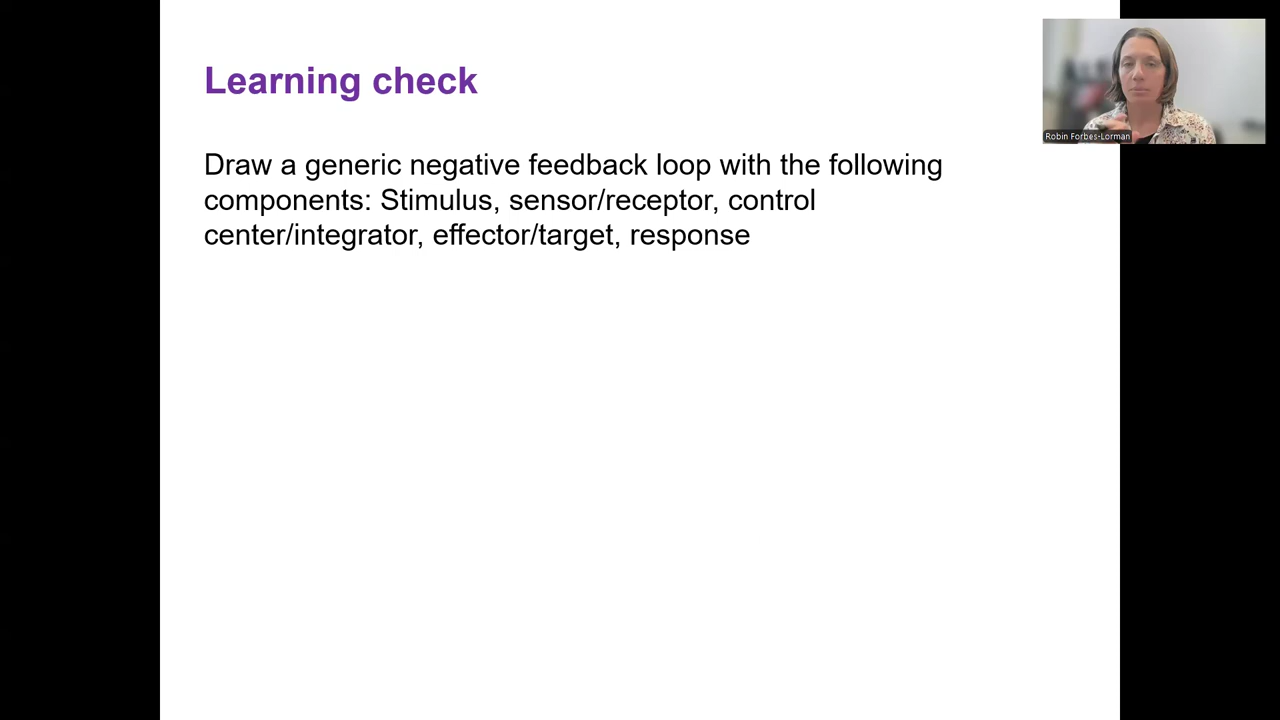 Learning check
Draw a generic negative feedback loop with the following
components: Stimulus, sensor/receptor, control
center/integrator, effector/target, response
Robin Forbes-Lorman